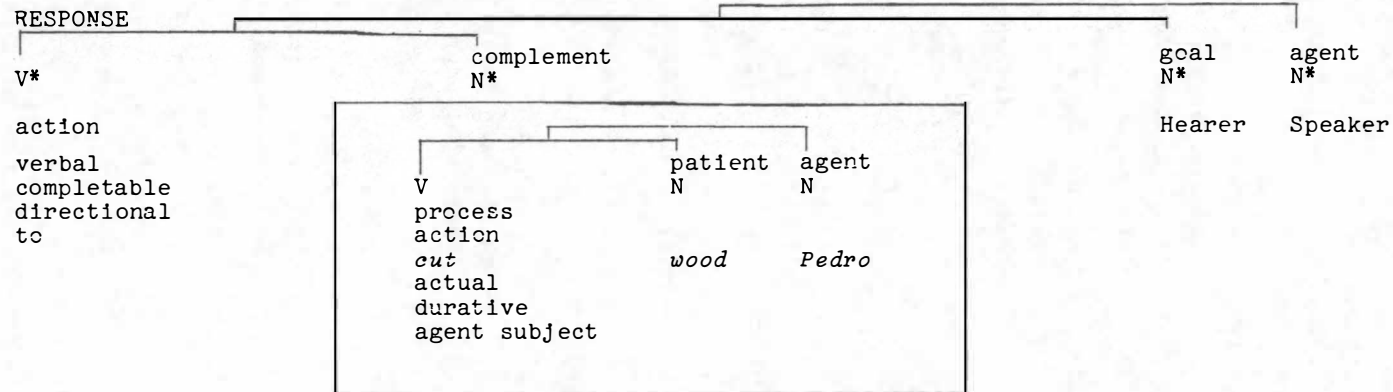 RESPONSE
complement goal agent
V* N* N* N*
action Hearer Speaker
verbal patient agent
completable V N N
directional process
to action
cut wood Pedro
actual
durative
agent subject